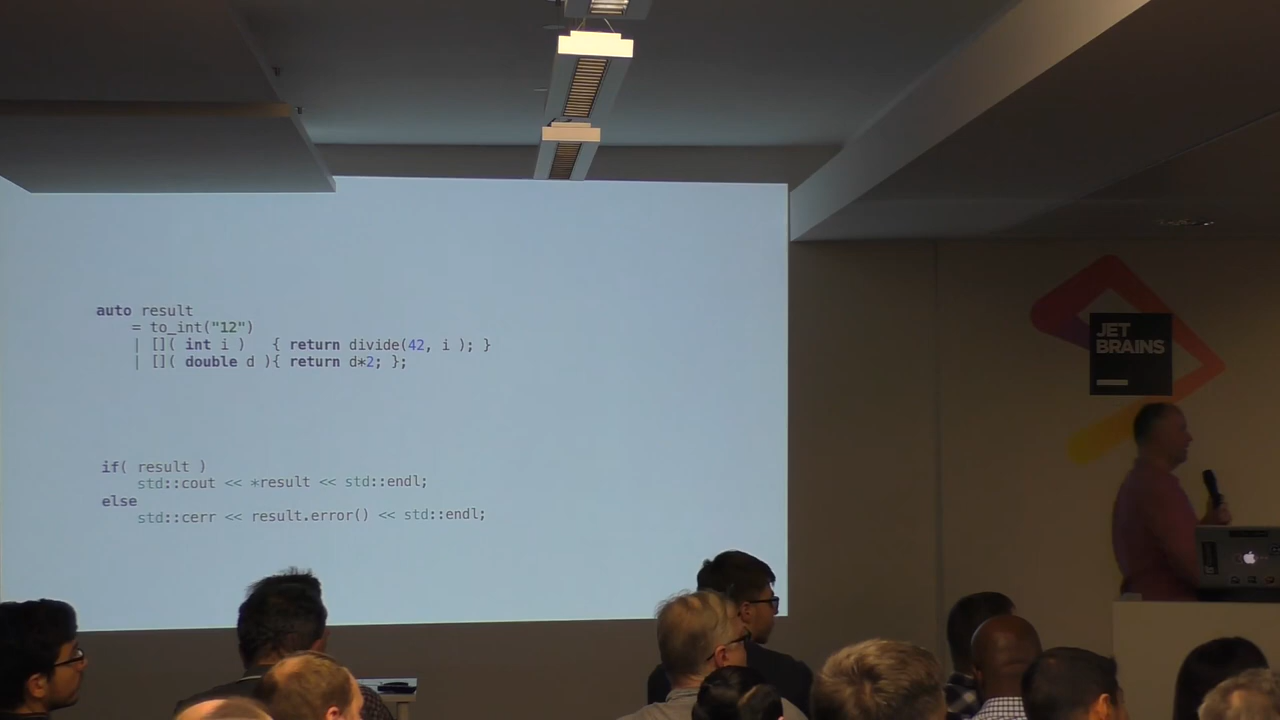 auto result
= to_int("12")
| []( int i ) { return divide(42, i ); }
| []( double d ){ return d*2; };
if( result )
std::cout << *result << std::endl;
else
std::cerr << result.error() << std::endl;
JET
BRAINS